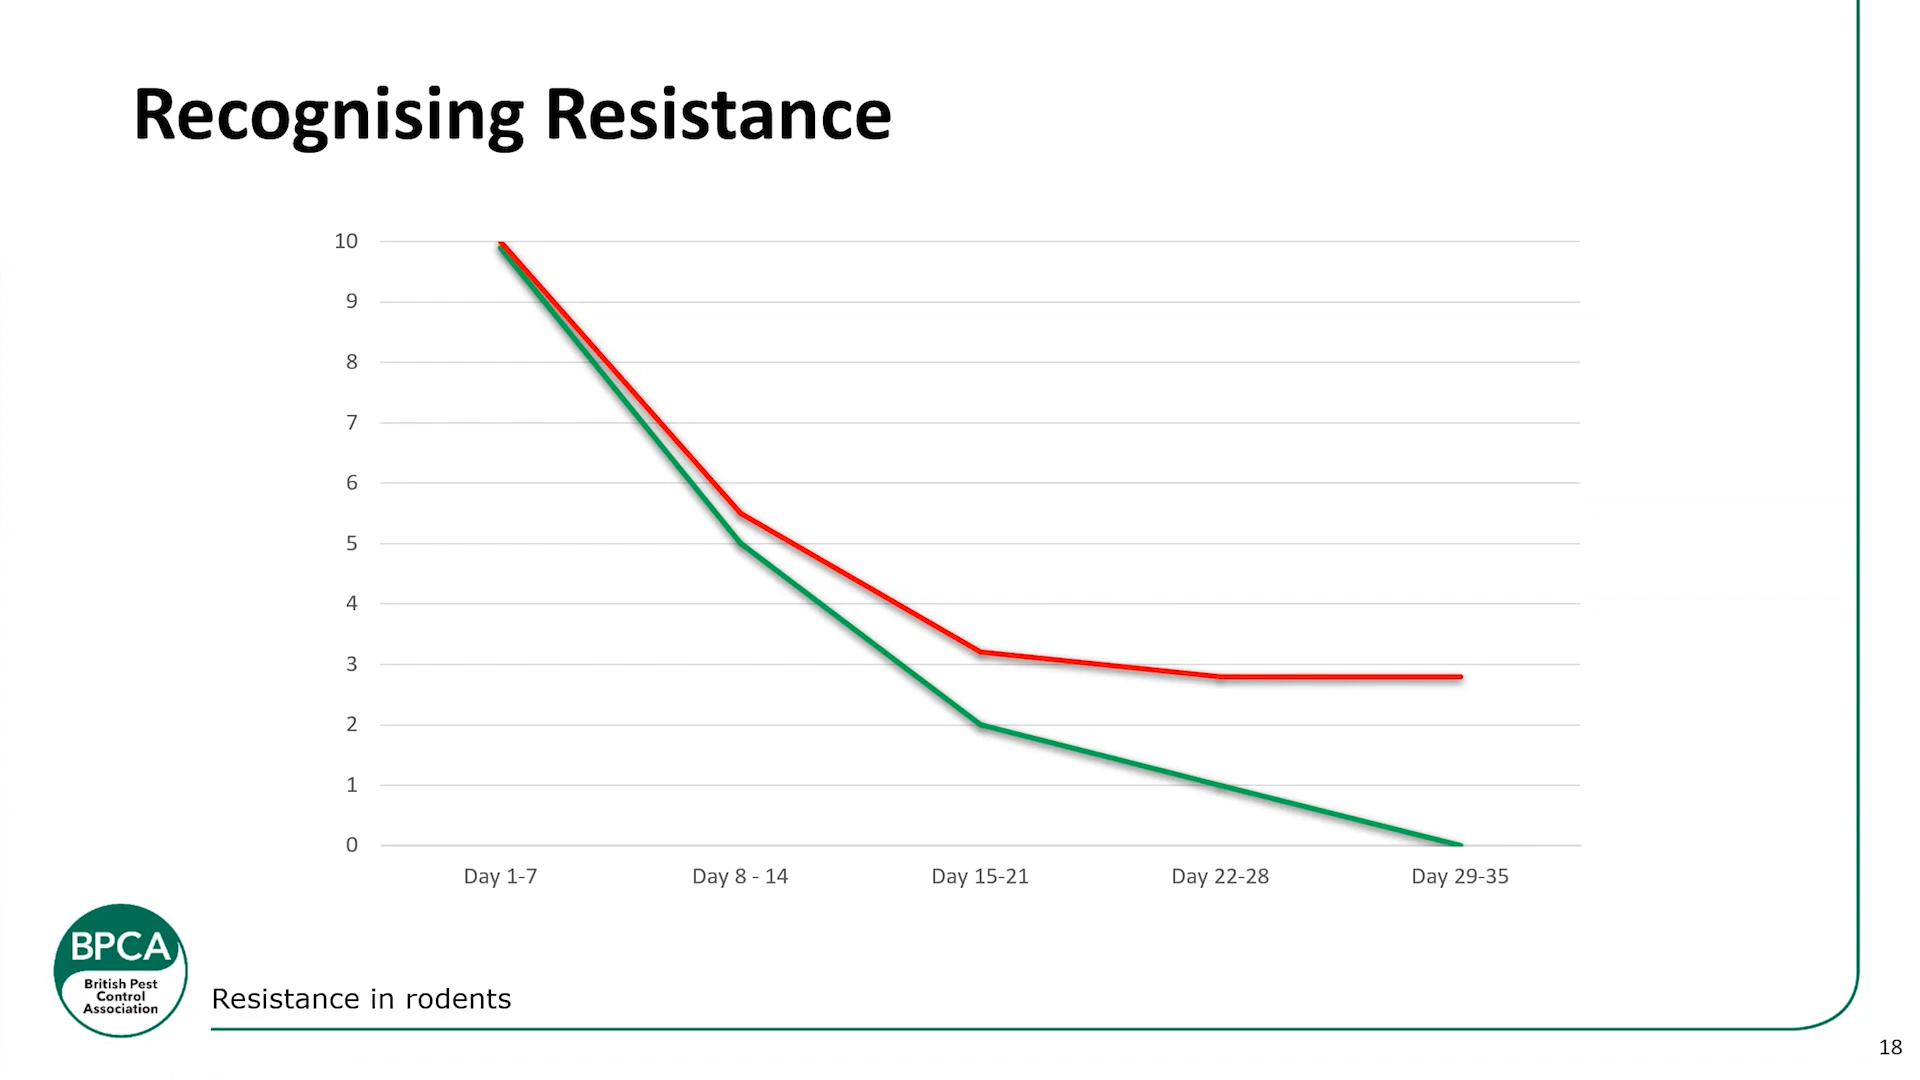 Recognising Resistance
10
9
8
7
6
5
4
3
2
1
0
Day 1-7
Day 8 - 14
Day 15-21
Day 22-28
Day 29-35
BPCA
British Pest
Control
Association
Resistance in rodents
18